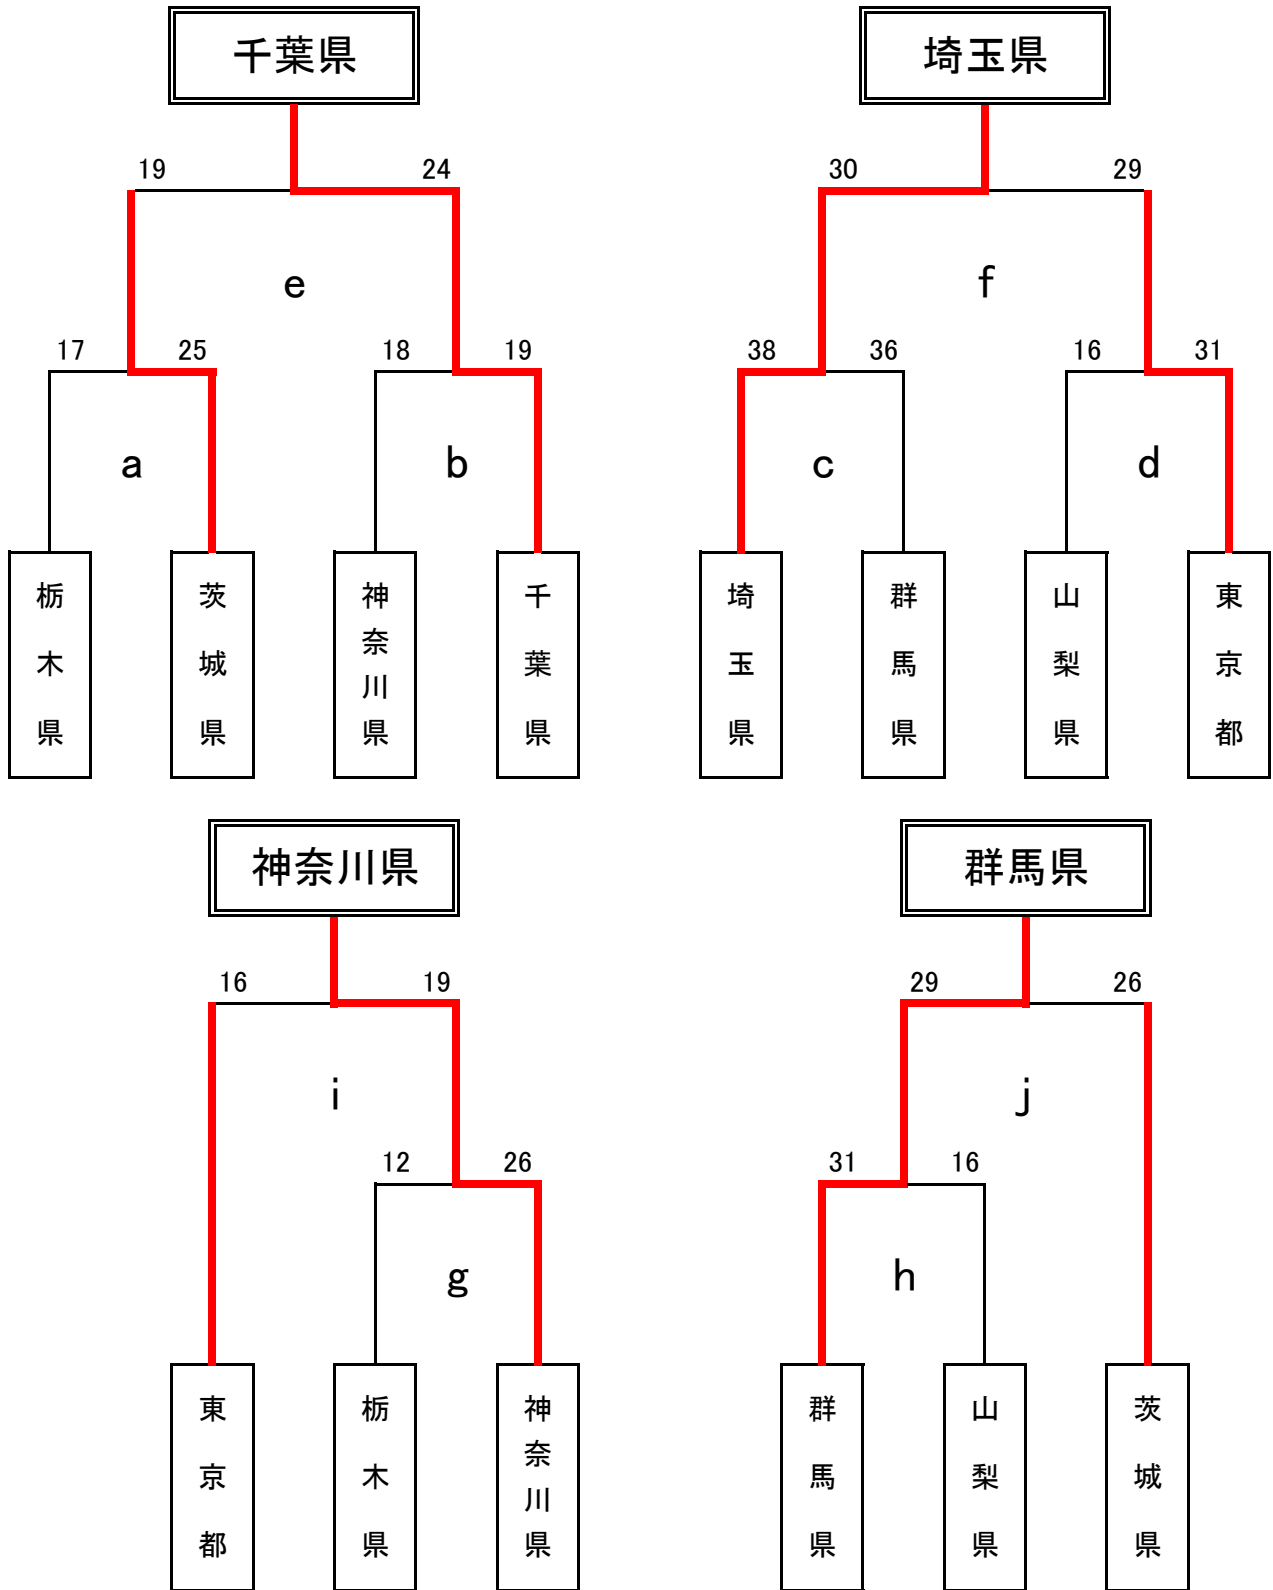 千葉県
埼玉県
19 24
30 29
e
f
17 25 18 19
38 36 16 31
a b
c d
栃木県
茨城県
神奈川県
千葉県
埼玉県
群馬県
山梨県
東京都
神奈川県
群馬県
16 19
29 26
i
j
12 26
31 16
g
h
東京都
栃木県
神奈川県
群馬県
山梨県
茨城県